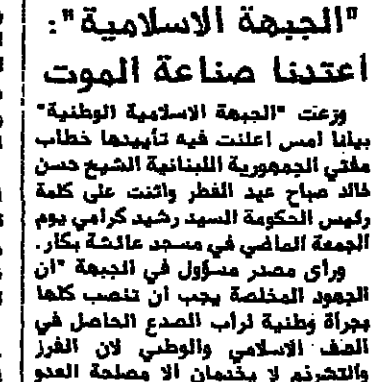 "الجبهة الاسلامية":
اعتدنا صناعة الموت
وزعت "الجبهة الاسلامية الوطنية"
بيانا امس اعلنت فيه تأييدها خطاب
مفتي الجمهورية اللبنانية الشيخ حسن
خالد صباح عيد الفطر واثنت على كلمة
رئيس الحكومة السيد رشيد كرامي يوم
الجمعة الماضي في مسجد عائشة بكار.
ورأى مصدر مسؤول في الجبهة "ان
الجهود المخلصة يجب ان تنصب كلها
بجرأة وطنية لرأب الصدع الحاصل في
الصف الاسلامي والوطني لان الفرز
والتشرذم لا يخدمان الا مصلحة العدو